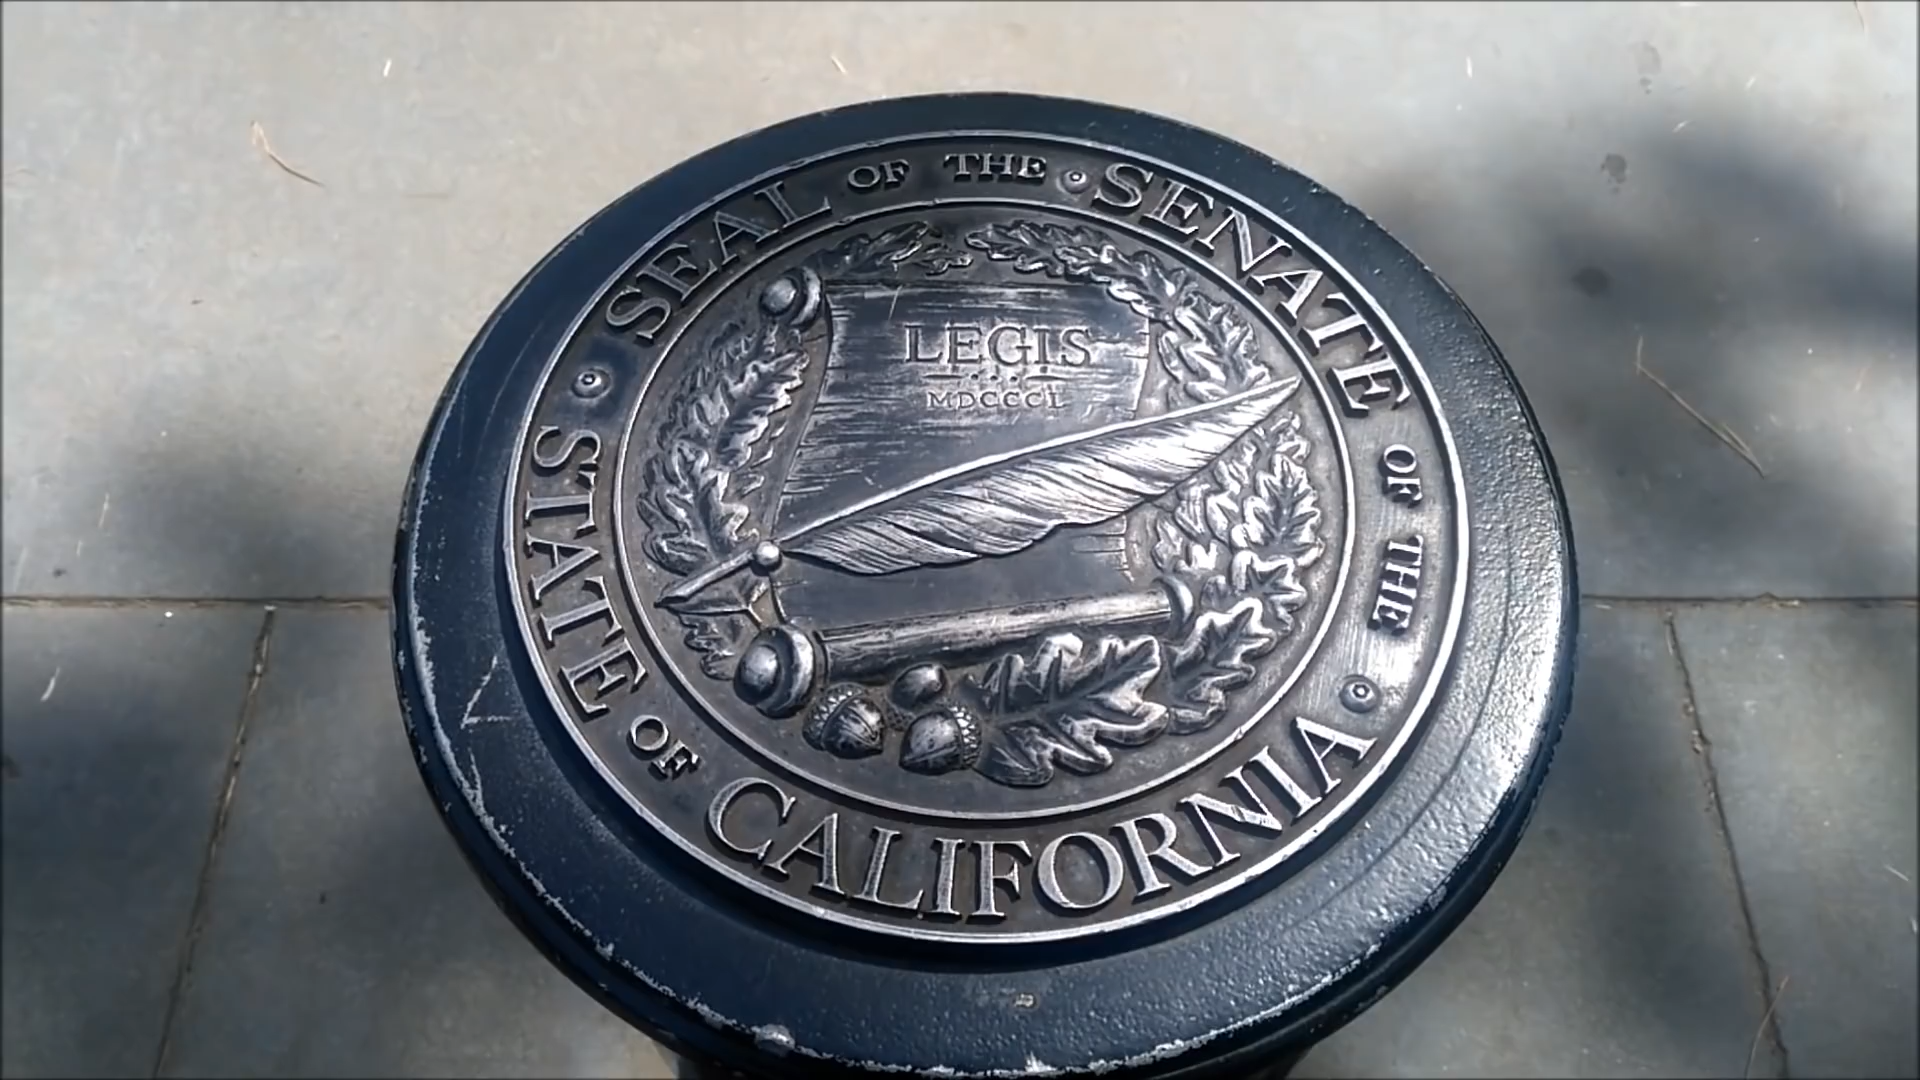 SEAL OF THE SENATE OF THE
STATE OF CALIFORNIA
LEGIS
MDCCCL